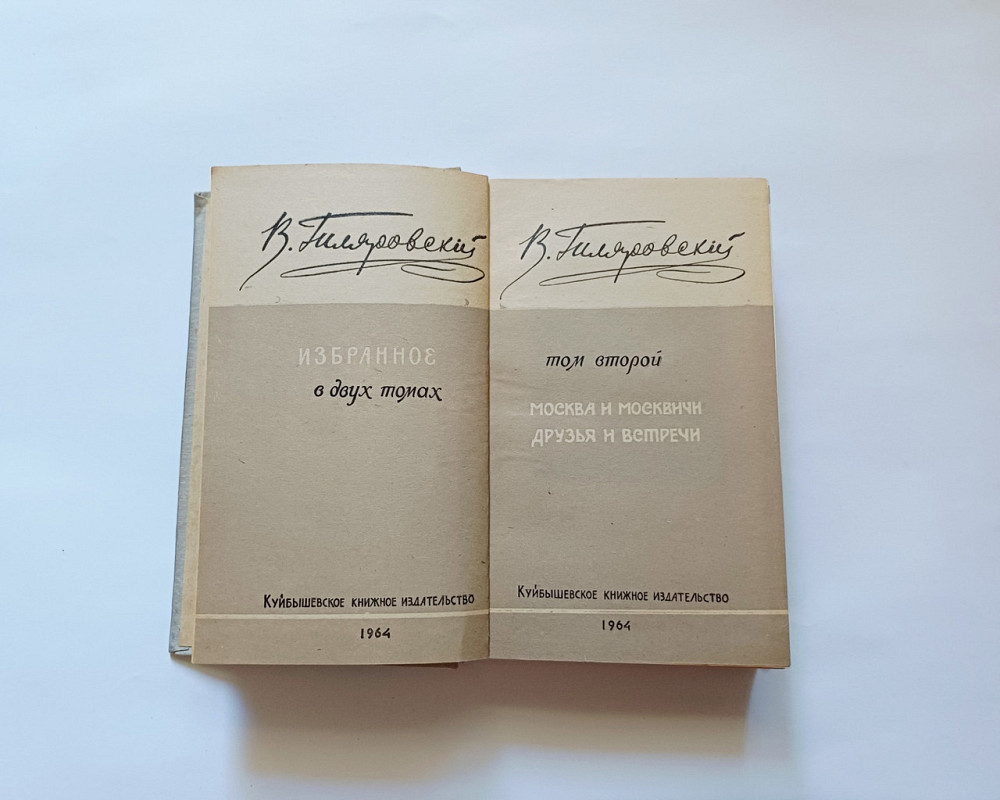 В. Гиляровский
ИЗБРАННОЕ
в двух томах
Куйбышевское книжное издательство
1964
В. Гиляровский
том второй
МОСКВА И МОСКВИЧИ
ДРУЗЬЯ И ВСТРЕЧИ
Куйбышевское книжное издательство
1964